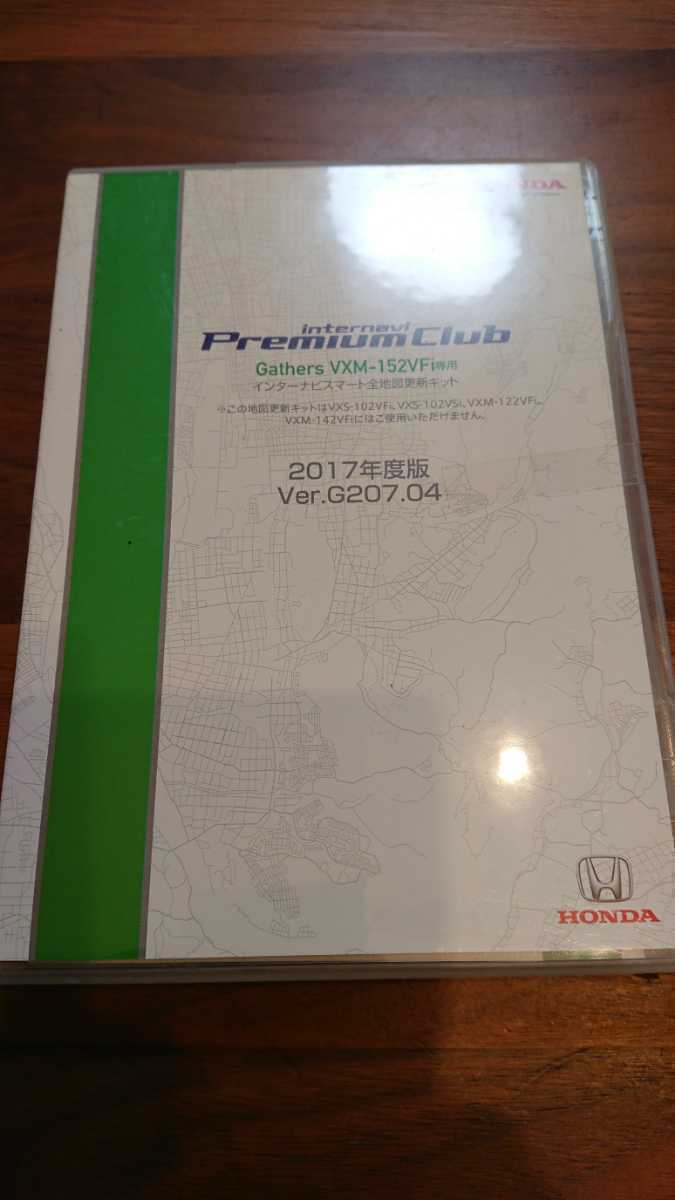 internavi
Premium Club
Gathers VXM-152VFi専用
インターナビスマート全地図更新キット
※この地図更新キットはVXS-102VFi、VXS-102VSi、VXM-122VFi、
VXM-142VFiにはご使用いただけません。
2017年度版
Ver.G207.04
HONDA